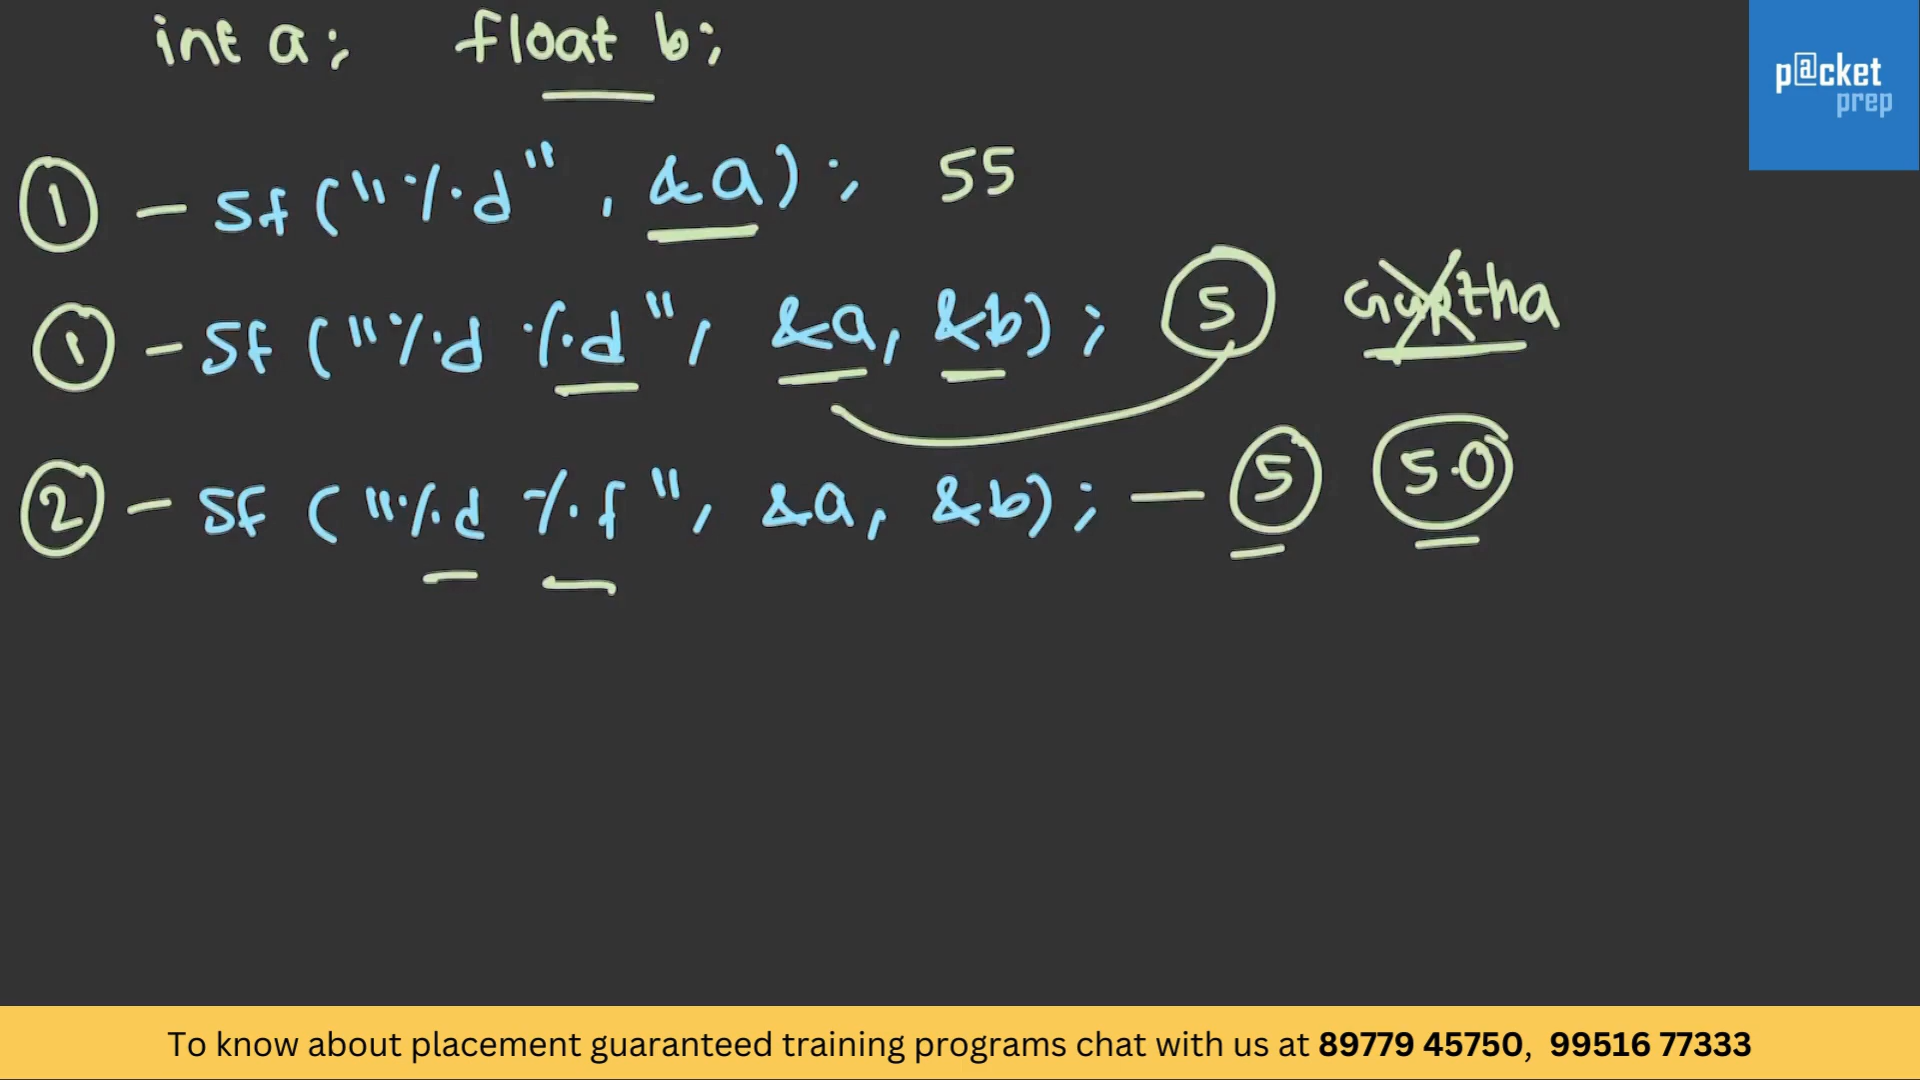 int a; float b;
p@cket
prep
① - sf("%d", &a); 55
① - sf("%d %d", &a, &b); 5 Guptha
② - sf("%d %f", &a, &b); - 5 5.0
To know about placement guaranteed training programs chat with us at 89779 45750, 99516 77333